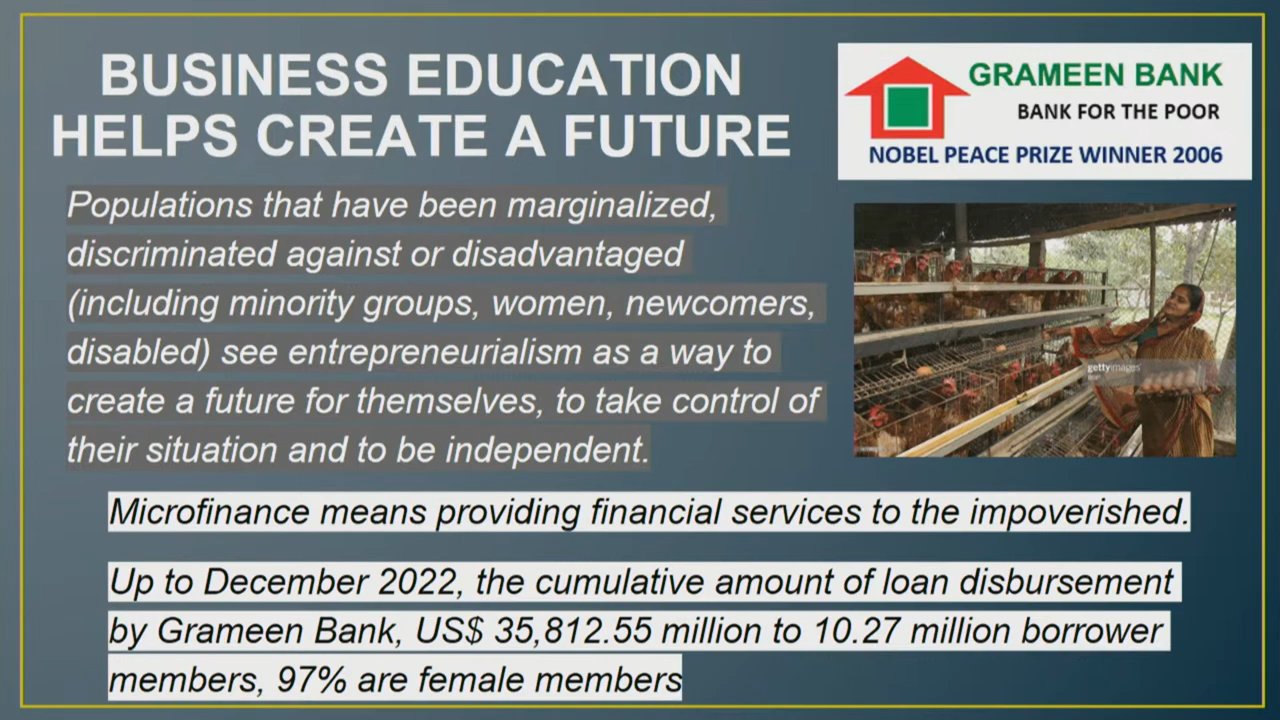 BUSINESS EDUCATION
HELPS CREATE A FUTURE
GRAMEEN BANK
BANK FOR THE POOR
NOBEL PEACE PRIZE WINNER 2006
Populations that have been marginalized,
discriminated against or disadvantaged
(including minority groups, women, newcomers,
disabled) see entrepreneurialism as a way to
create a future for themselves, to take control of
their situation and to be independent.
gettyimages
Microfinance means providing financial services to the impoverished.
Up to December 2022, the cumulative amount of loan disbursement
by Grameen Bank, US$ 35,812.55 million to 10.27 million borrower
members, 97% are female members